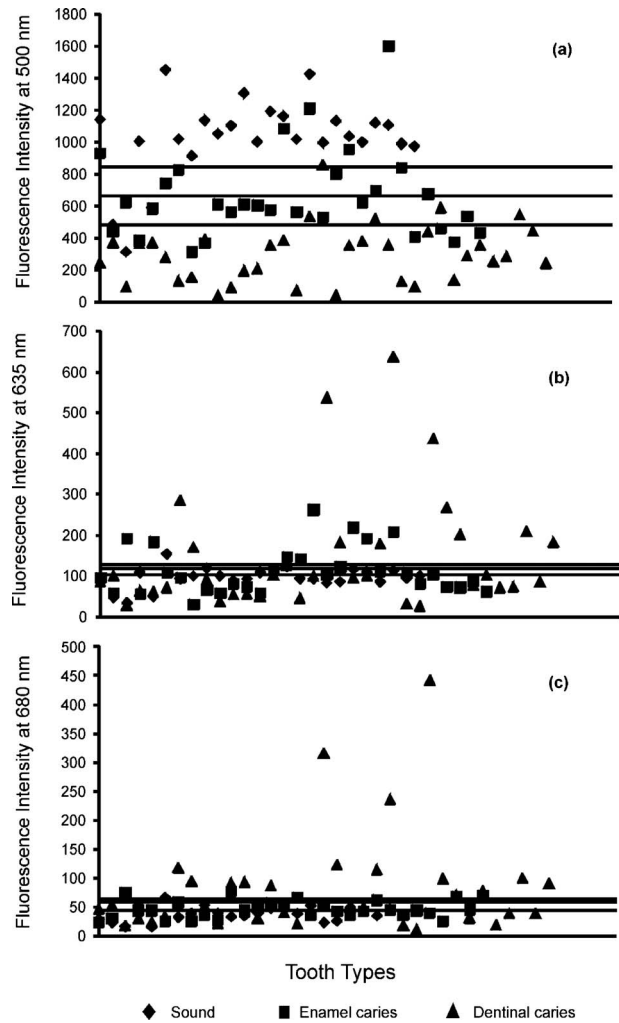 Fluorescence Intensity at 500 nm
1800
1600
1400
1200
1000
800
600
400
200
0
(a)
Fluorescence Intensity at 635 nm
700
600
500
400
300
200
100
0
(b)
Fluorescence Intensity at 680 nm
500
450
400
350
300
250
200
150
100
50
0
(c)
Tooth Types
Sound
Enamel caries
Dentinal caries